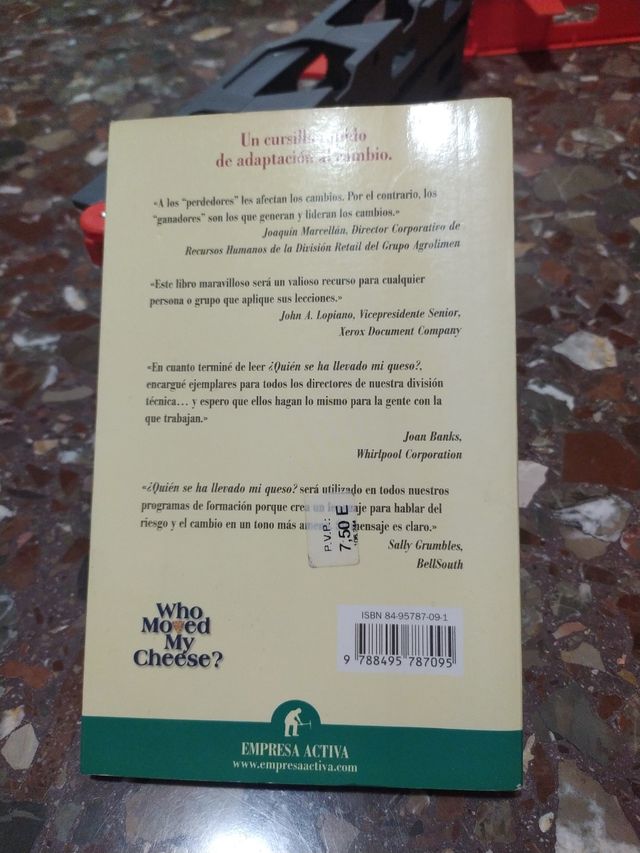 Un cursillo
de adaptación al cambio.
«A los "perdedores" les afectan los cambios. Por el contrario, los
"ganadores" son los que generan y lideran los cambios.»
Joaquín Marcellán, Director Corporativo de
Recursos Humanos de la División Retail del Grupo Agrolimen
«Este libro maravilloso será un valioso recurso para cualquier
persona o grupo que aplique sus lecciones.»
John A. Lopiano, Vicepresidente Senior,
Xerox Document Company
«En cuanto terminé de leer ¿Quién se ha llevado mi queso?,
encargué ejemplares para todos los directores de nuestra división
técnica… y espero que ellos hagan lo mismo para la gente con la
que trabajan.»
Joan Banks,
Whirlpool Corporation
«¿Quién se ha llevado mi queso? será utilizado en todos nuestros
programas de formación porque crea un para hablar del
riesgo y el cambio en un tono más mensaje es claro.»
Sally Grumbles,
BellSouth
P.V.P.:
7,50 E
Who
Moved
My
Cheese?
ISBN 84-95787-09-1
9 788495 787095
EMPRESA ACTIVA
www.empresaactiva.com